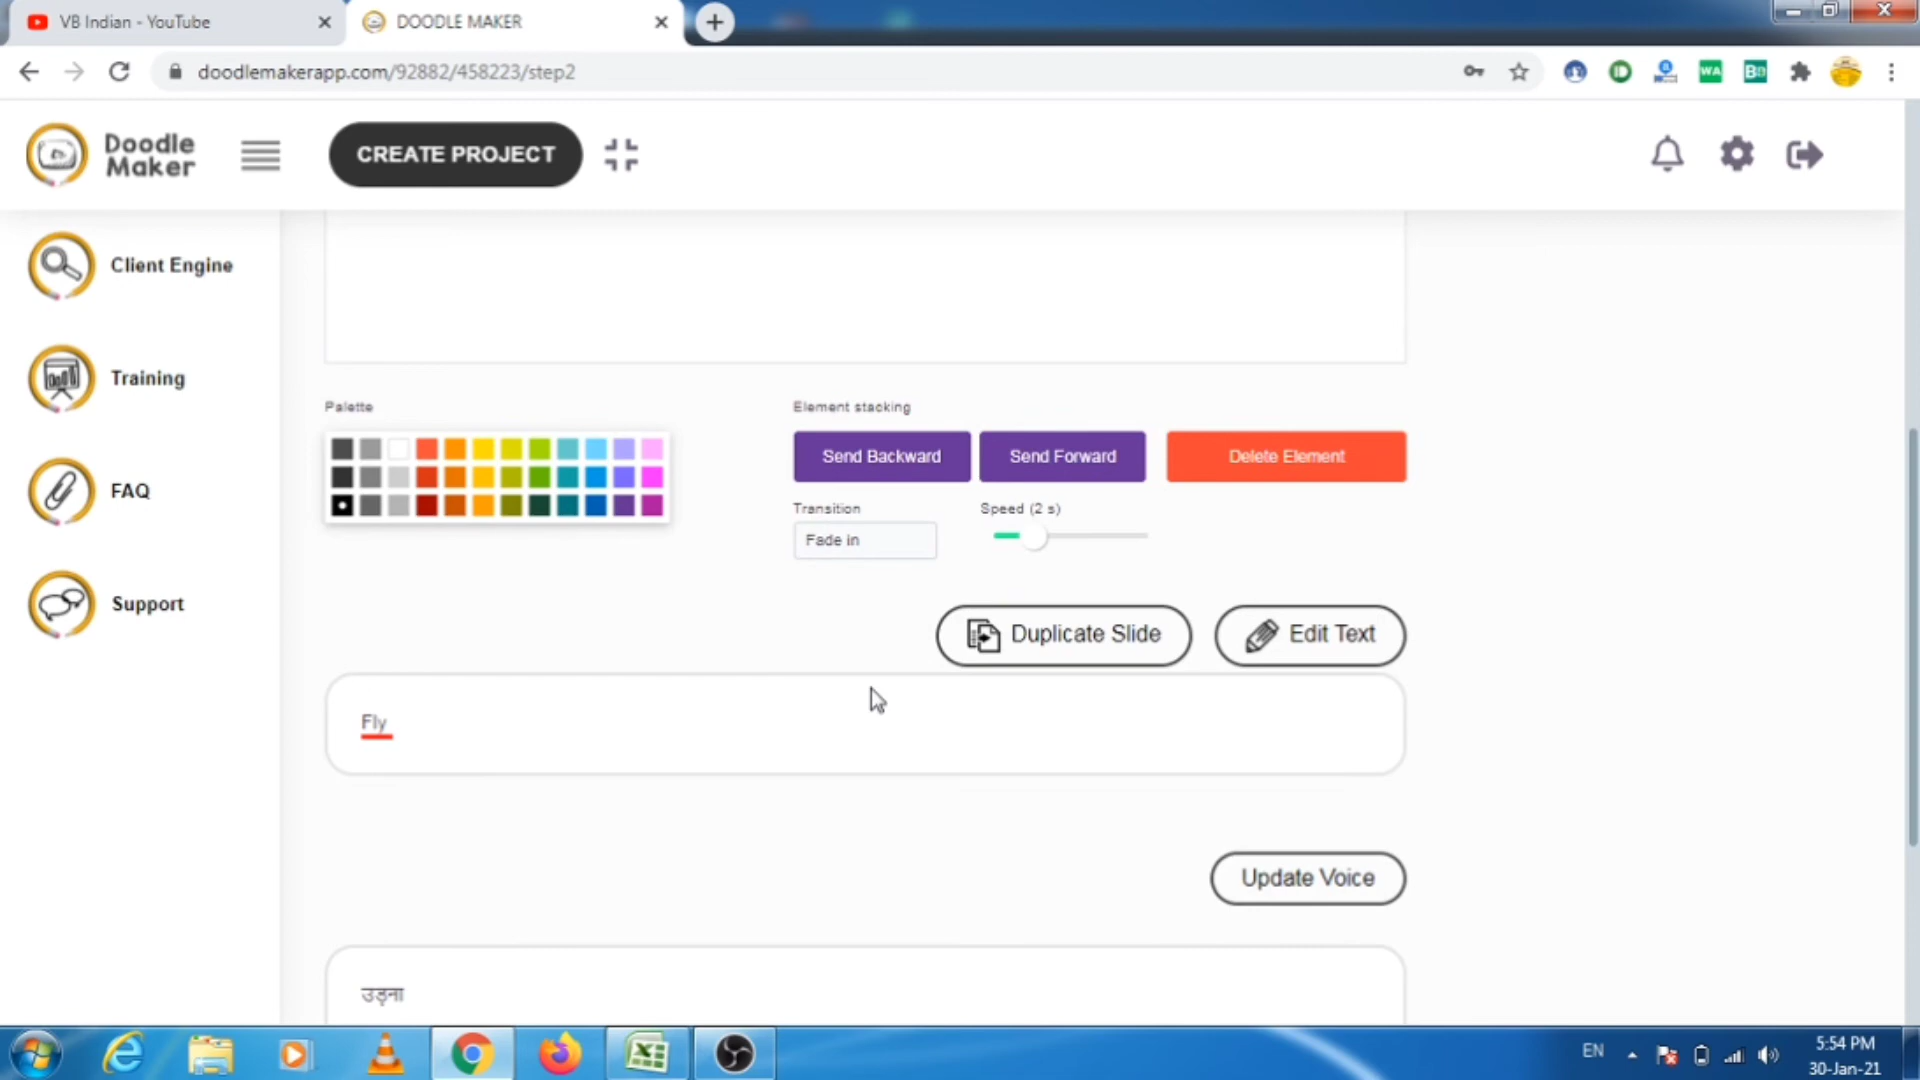 VB Indian - YouTube
DOODLE MAKER
doodlemakerapp.com/92882/458223/step2
WA
Doodle
Maker
CREATE PROJECT
Client Engine
Training
FAQ
Support
Palette
Element stacking
Send Backward
Send Forward
Delete Element
Transition
Speed (2 s)
Fade in
Duplicate Slide
Edit Text
Fly
Update Voice
उड़ना
EN
5:54 PM
30-Jan-21